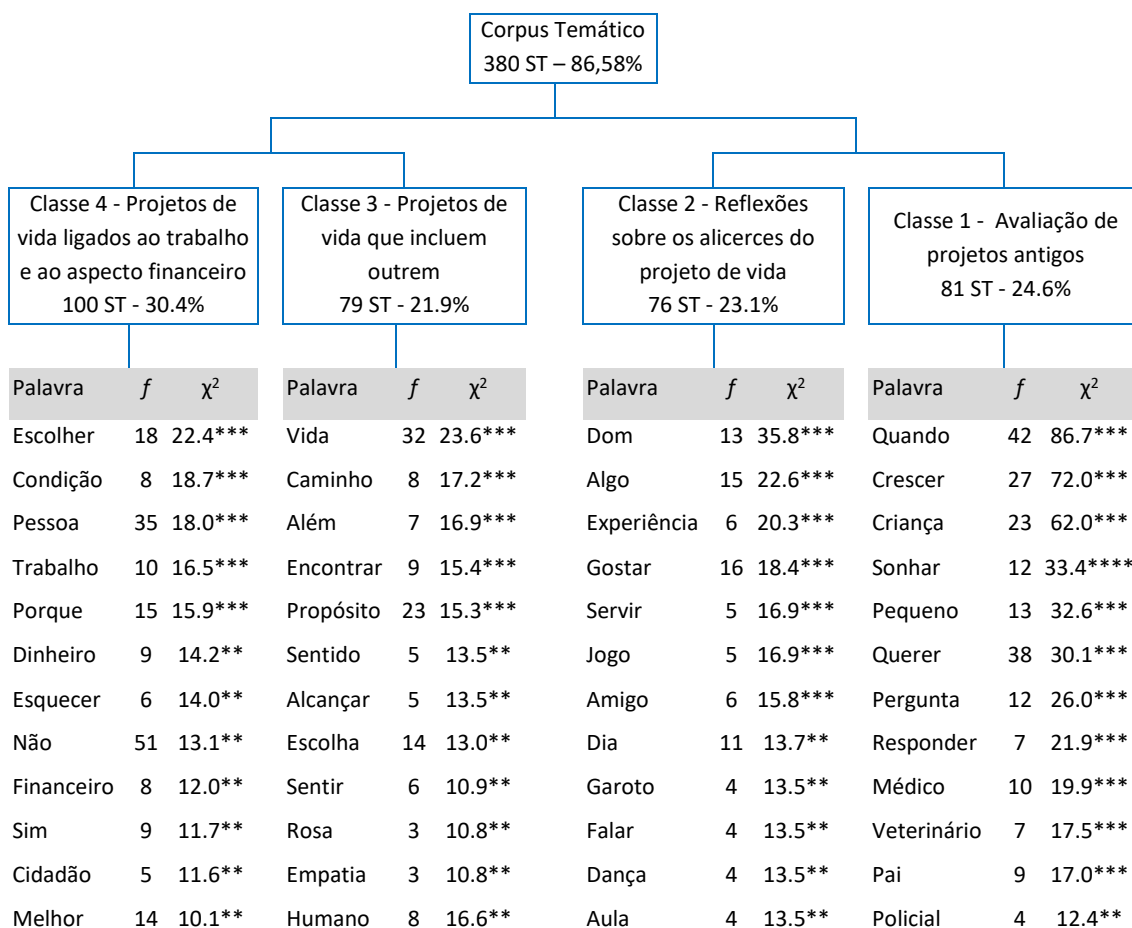 Corpus Temático
380 ST – 86,58%
Classe 4 - Projetos de
vida ligados ao trabalho
e ao aspecto financeiro
100 ST - 30.4%
Classe 3 - Projetos de
vida que incluem
outrem
79 ST - 21.9%
Classe 2 - Reflexões
sobre os alicerces do
projeto de vida
76 ST - 23.1%
Classe 1 - Avaliação de
projetos antigos
81 ST - 24.6%
Palavra f χ² Palavra f χ² Palavra f χ² Palavra f χ²
Escolher 18 22.4*** Vida 32 23.6*** Dom 13 35.8*** Quando 42 86.7***
Condição 8 18.7*** Caminho 8 17.2*** Algo 15 22.6*** Crescer 27 72.0***
Pessoa 35 18.0*** Além 7 16.9*** Experiência 6 20.3*** Criança 23 62.0***
Trabalho 10 16.5*** Encontrar 9 15.4*** Gostar 16 18.4*** Sonhar 12 33.4****
Porque 15 15.9*** Propósito 23 15.3*** Servir 5 16.9*** Pequeno 13 32.6***
Dinheiro 9 14.2** Sentido 5 13.5** Jogo 5 16.9*** Querer 38 30.1***
Esquecer 6 14.0** Alcançar 5 13.5** Amigo 6 15.8*** Pergunta 12 26.0***
Não 51 13.1** Escolha 14 13.0** Dia 11 13.7** Responder 7 21.9***
Financeiro 8 12.0** Sentir 6 10.9** Garoto 4 13.5** Médico 10 19.9***
Sim 9 11.7** Rosa 3 10.8** Falar 4 13.5** Veterinário 7 17.5***
Cidadão 5 11.6** Empatia 3 10.8** Dança 4 13.5** Pai 9 17.0***
Melhor 14 10.1** Humano 8 16.6** Aula 4 13.5** Policial 4 12.4**